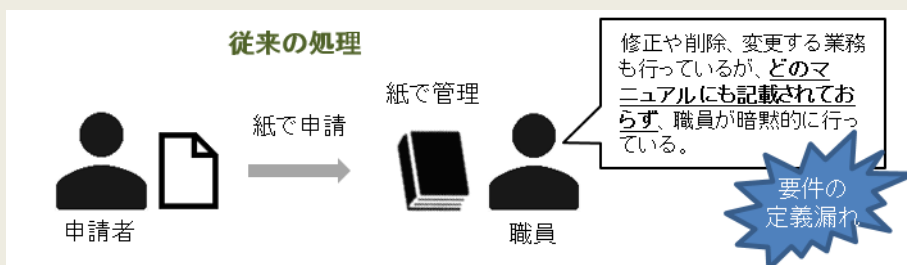 従来の処理
修正や削除、変更する業務
も行っているが、どのマ
ニュアルにも記載されてお
らず、職員が暗黙的に行っ
ている。
紙で管理
紙で申請
要件の
定義漏れ
申請者
職員